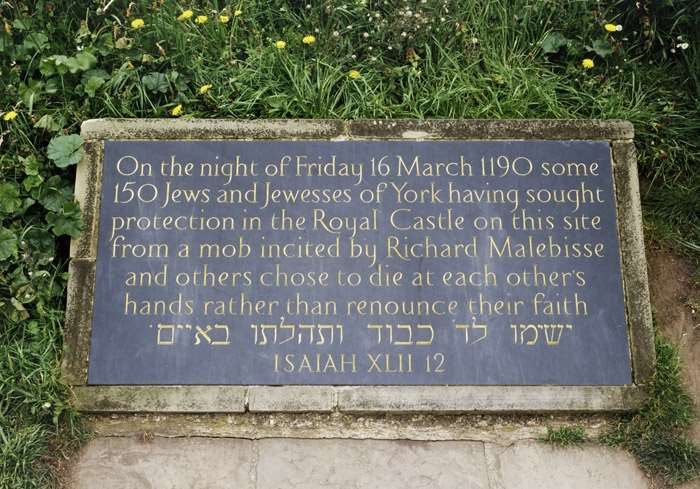 On the night of Friday 16 March 1190 some
150 Jews and Jewesses of York having sought
protection in the Royal Castle on this site
from a mob incited by Richard Malebisse
and others chose to die at each other's
hands rather than renounce their faith
ישימו לד כבוד ותהלתו באיים
ISAIAH XLII 12